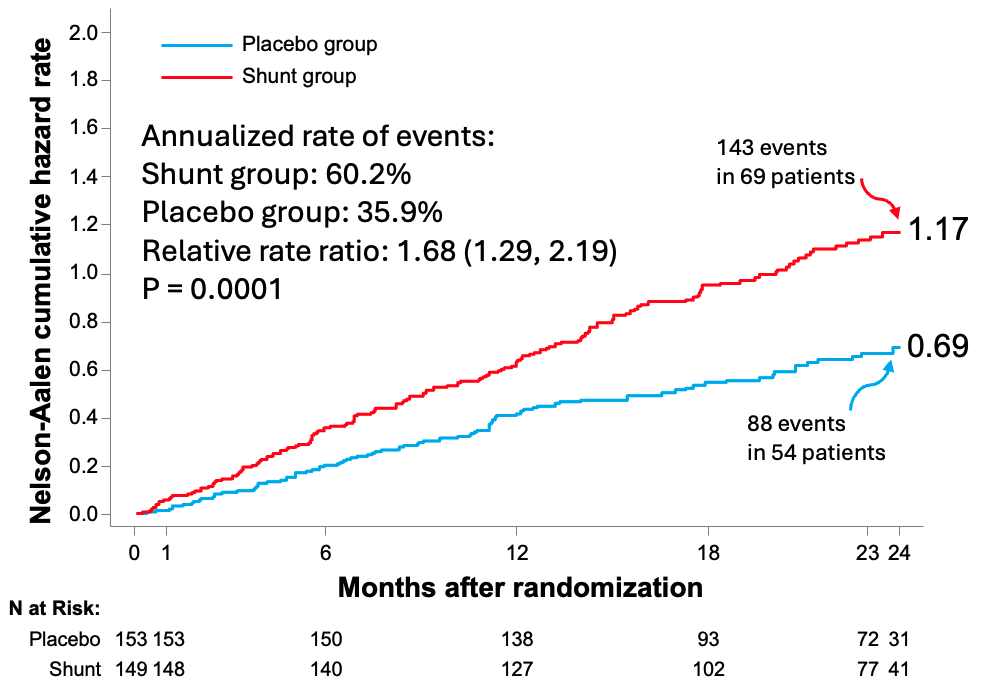 Nelson-Aalen cumulative hazard rate
2.0
1.8
1.6
1.4
1.2
1.0
0.8
0.6
0.4
0.2
0.0
Placebo group
Shunt group
Annualized rate of events:
Shunt group: 60.2%
Placebo group: 35.9%
Relative rate ratio: 1.68 (1.29, 2.19)
P = 0.0001
143 events
in 69 patients
1.17
0.69
88 events
in 54 patients
0 1 6 12 18 23 24
Months after randomization
N at Risk:
Placebo 153 153 150 138 93 72 31
Shunt 149 148 140 127 102 77 41